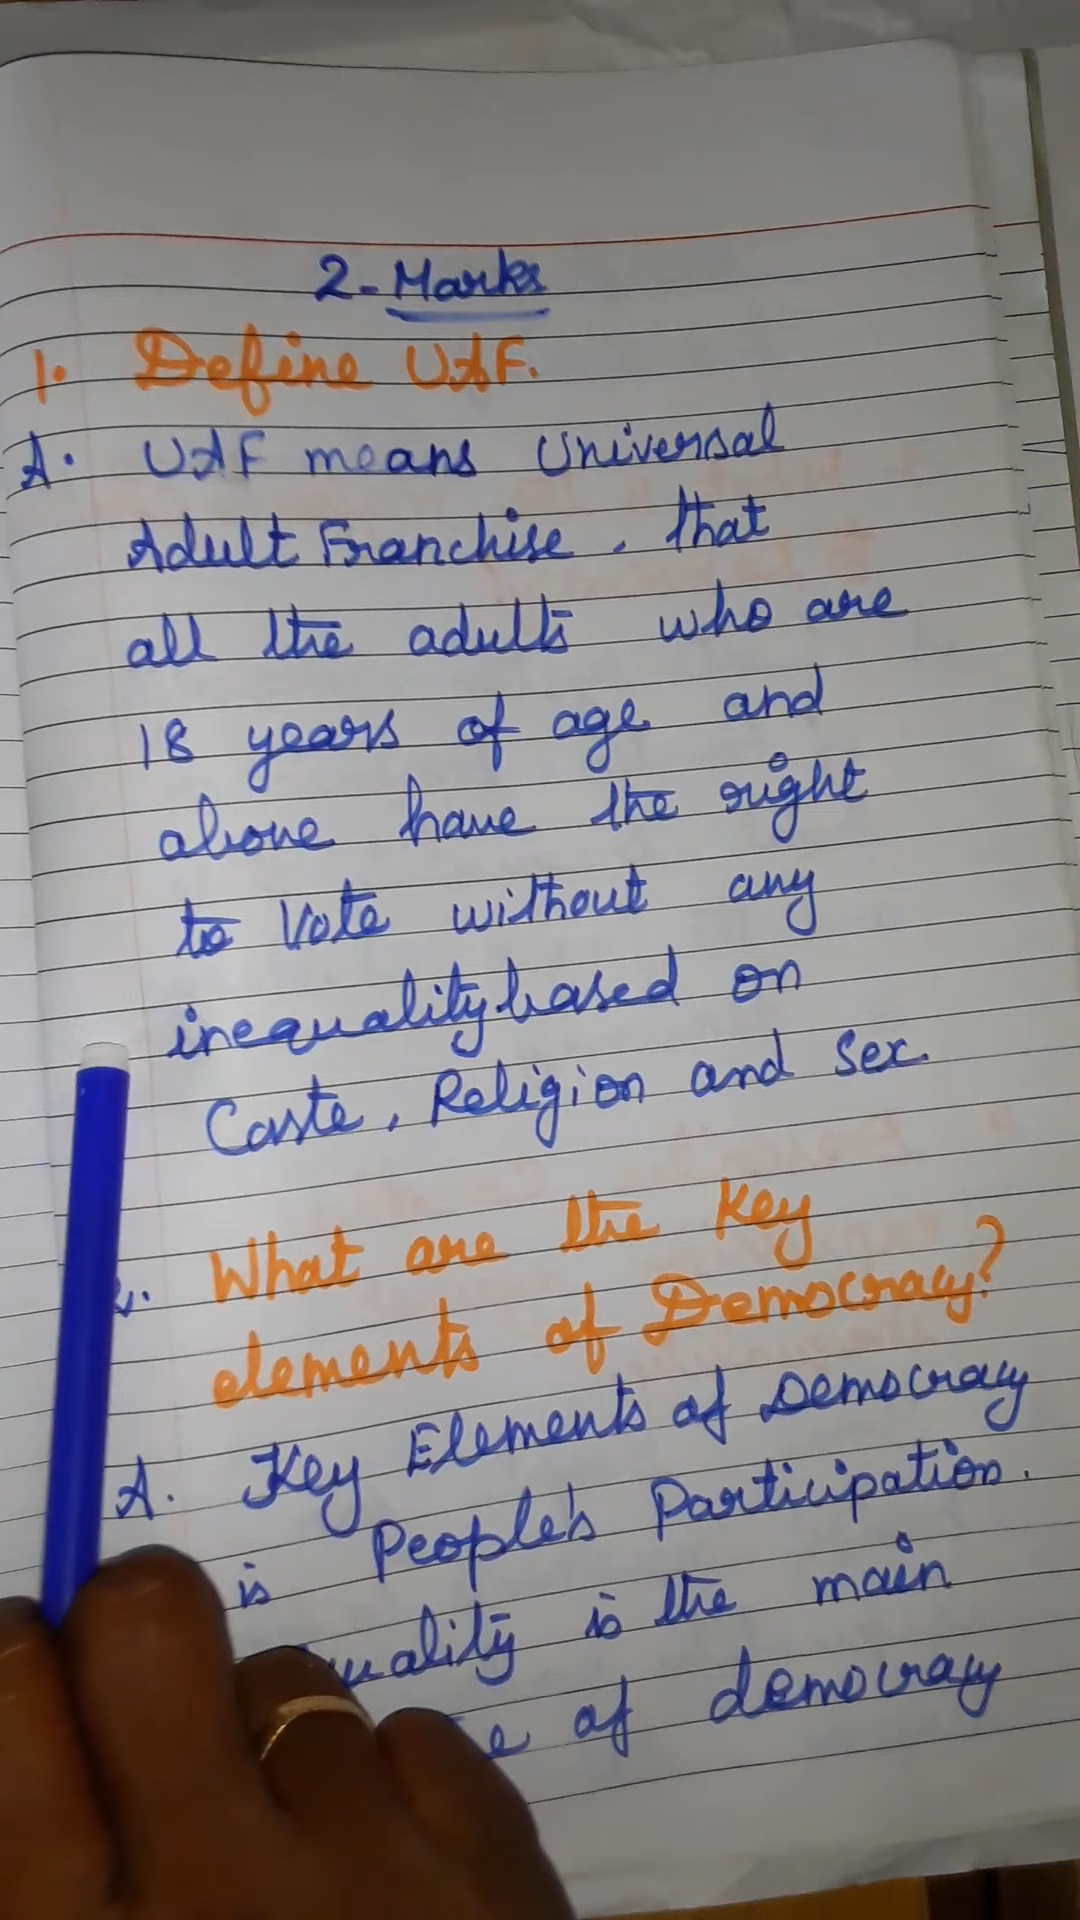 2-Marks
1. Define UAF.
A. UAF means Universal
Adult Franchise, that
all the adults who are
18 years of age and
above have the right
to Vote without any
inequality based on
Caste, Religion and Sex
What are the Key
elements of Democracy?
A. Key Elements of Democracy
is People's Participation.
is the main
of democracy